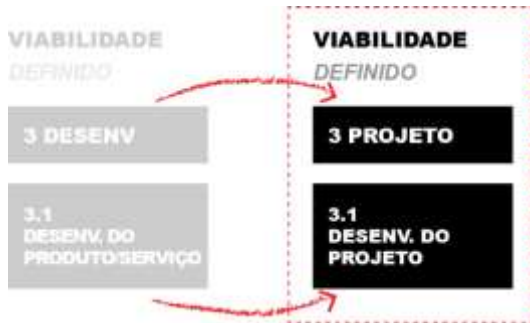 VIABILIDADE
DEFINIDO
3 DESENV
3.1
DESENV. DO
PRODUTO/SERVIÇO
VIABILIDADE
DEFINIDO
3 PROJETO
3.1
DESENV. DO
PROJETO